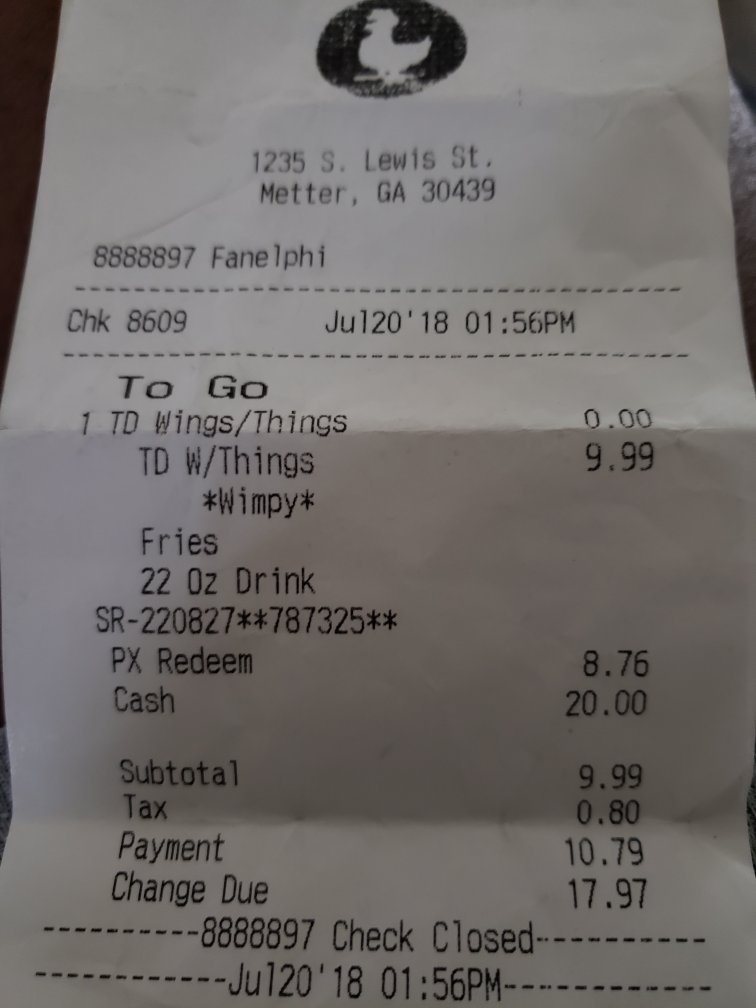 1235 S. Lewis St.
Metter, GA 30439
8888897 Fanelphi
Chk 8609 Jul20'18 01:56PM
To Go
1 TD Wings/Things 0.00
TD W/Things 9.99
*Wimpy*
Fries
22 Oz Drink
SR-220827**787325**
PX Redeem 8.76
Cash 20.00
Subtotal 9.99
Tax 0.80
Payment 10.79
Change Due 17.97
----------8888897 Check Closed----------
------------Jul20'18 01:56PM------------